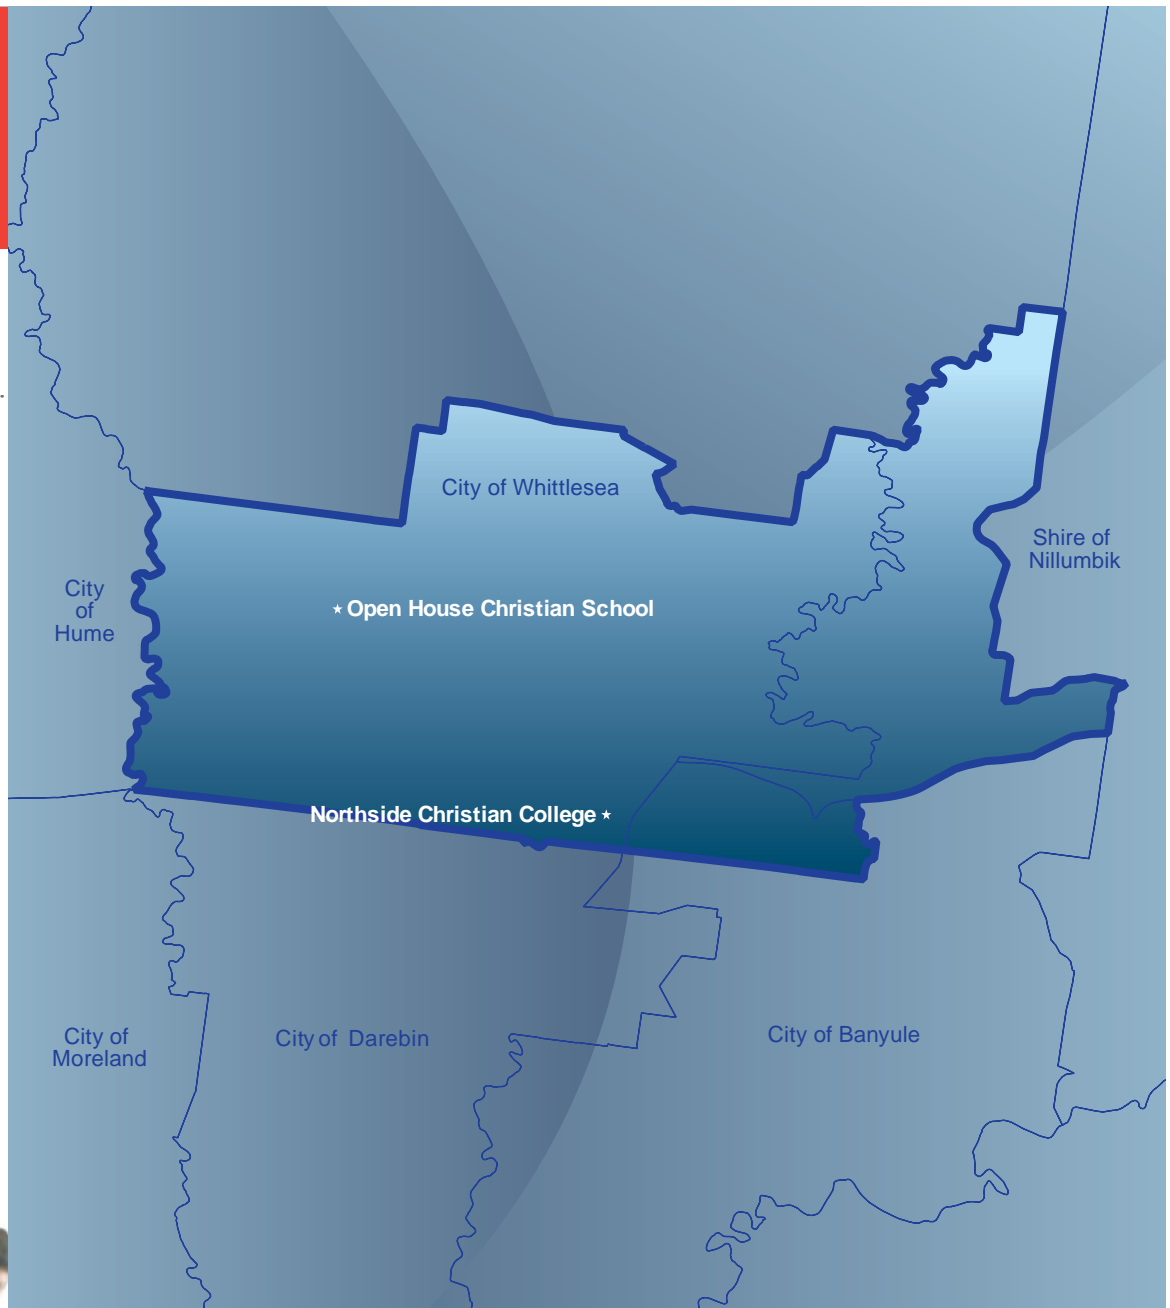 City of Whittlesea
Shire of
Nillumbik
City
of
Hume
★ Open House Christian School
Northside Christian College ★
City of
Moreland
City of Darebin
City of Banyule